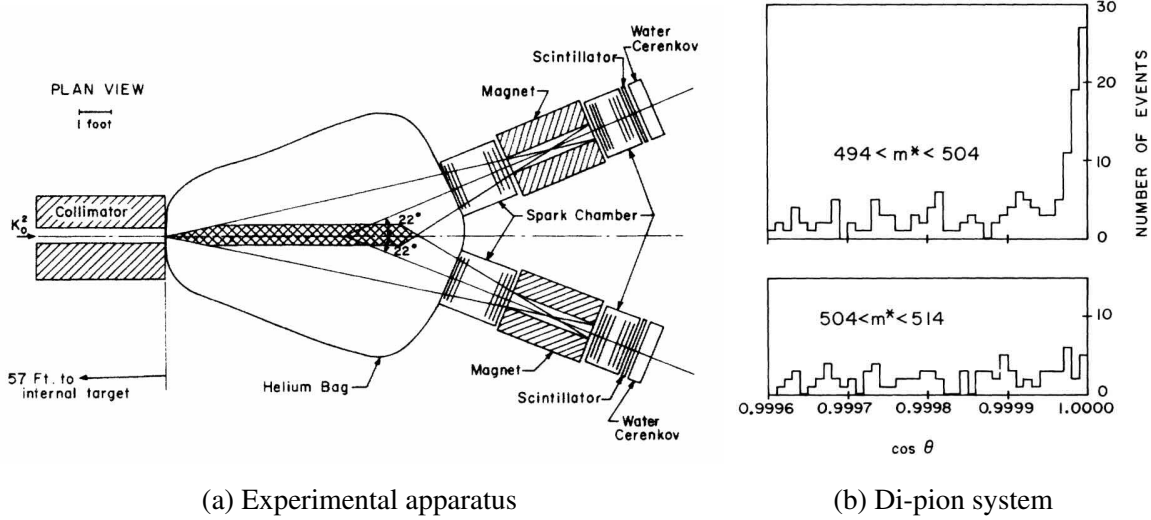 PLAN VIEW
1 foot
Collimator
K₀²
57 Ft. to
internal target
Water
Cerenkov
Scintillator
Magnet
22°
22°
Spark Chamber
Magnet
Helium Bag
Scintillator
Water
Cerenkov
(a) Experimental apparatus
30
20
10
0
NUMBER OF EVENTS
494 < m* < 504
504<m*<514
10
0
0.9996
0.9997
0.9998
0.9999
1.0000
cos θ
(b) Di-pion system